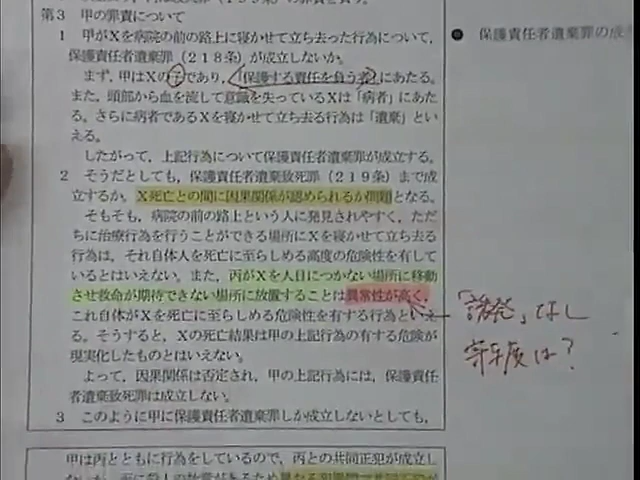 第3 甲の罪責について
1 甲がXを病院の前の路上に寝かせて立ち去った行為について,
保護責任者遺棄罪(218条)が成立しないか。
まず,甲はXの子であり,「保護する責任を負う者」にあたる。
また,頭部から血を流して意識を失っているXは「病者」にあた
る。さらに病者であるXを寝かせて立ち去る行為は「遺棄」とい
える。
したがって,上記行為について保護責任者遺棄罪が成立する。
2 そうだとしても,保護責任者遺棄致死罪(219条)まで成
立するか。X死亡との間に因果関係が認められるか問題となる。
そもそも,病院の前の路上という人に発見されやすく,ただ
ちに治療行為を行うことができる場所にXを寝かせて立ち去る
行為は,それ自体人を死亡に至らしめる高度の危険性を有して
いるとはいえない。また,丙がXを人目につかない場所に移動
させ救命が期待できない場所に放置することは異常性が高く,
これ自体がXを死亡に至らしめる危険性を有する行為といえ
る。そうすると,Xの死亡結果は甲の上記行為の有する危険が
現実化したものとはいえない。
よって,因果関係は否定され,甲の上記行為には,保護責任
者遺棄致死罪は成立しない。
3 このように甲に保護責任者遺棄罪しか成立しないとしても,
甲は丙とともに行為をしているので,丙との共同正犯が成立し
● 保護責任者遺棄罪の成
「誘発」なし
寄与度は?